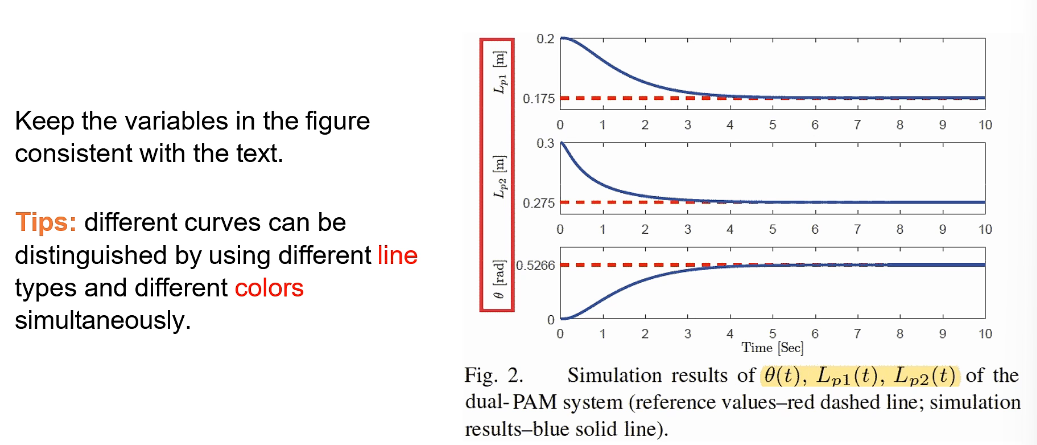 Keep the variables in the figure
consistent with the text.
Tips: different curves can be
distinguished by using different line
types and different colors
simultaneously.
L_{p1} [m]
0.2
0.175
0 1 2 3 4 5 6 7 8 9 10
L_{p2} [m]
0.3
0.275
0 1 2 3 4 5 6 7 8 9 10
θ [rad]
0.5266
0
0 1 2 3 4 5 6 7 8 9 10
Time [Sec]
Fig. 2. Simulation results of θ(t), L_{p1}(t), L_{p2}(t) of the
dual-PAM system (reference values–red dashed line; simulation
results–blue solid line).